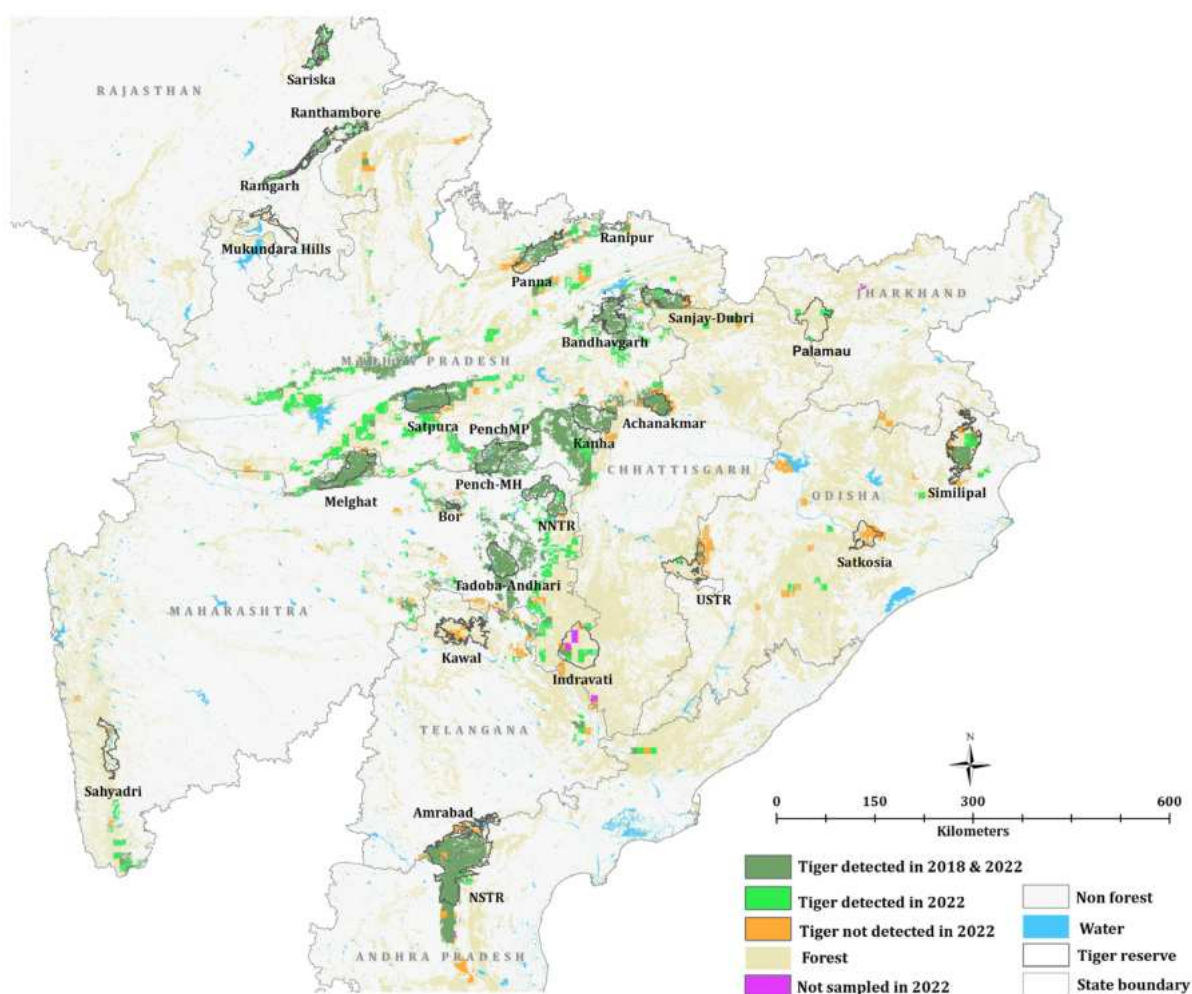 Sariska
RAJASTHAN
Ranthambore
Ramgarh
Mukundara Hills
Ranipur
Panna
JHARKHAND
Sanjay-Dubri
Bandhavgarh
Palamau
MADHYA PRADESH
Satpura
PenchMP
Kanha
Achanakmar
Pench-MH
CHHATTISGARH
Melghat
Bor
NNTR
ODISHA
Similipal
Satkosia
Tadoba-Andhari
USTR
MAHARASHTRA
Kawal
Indravati
TELANGANA
Sahyadri
N
Amrabad
NSTR
ANDHRA PRADESH
0 150 300 600
Kilometers
Tiger detected in 2018 & 2022
Tiger detected in 2022
Tiger not detected in 2022
Forest
Not sampled in 2022
Non forest
Water
Tiger reserve
State boundary